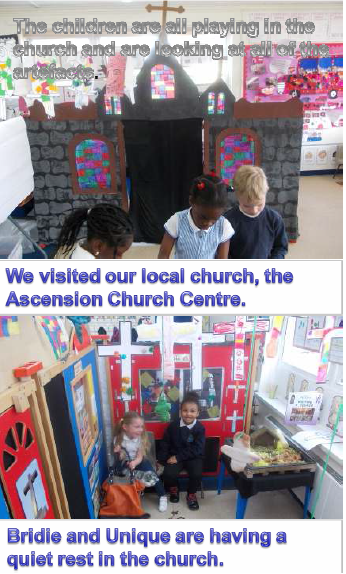 The children are all playing in the
church and are looking at all of the
artefacts.
We visited our local church, the
Ascension Church Centre.
Bridie and Unique are having a
quiet rest in the church.